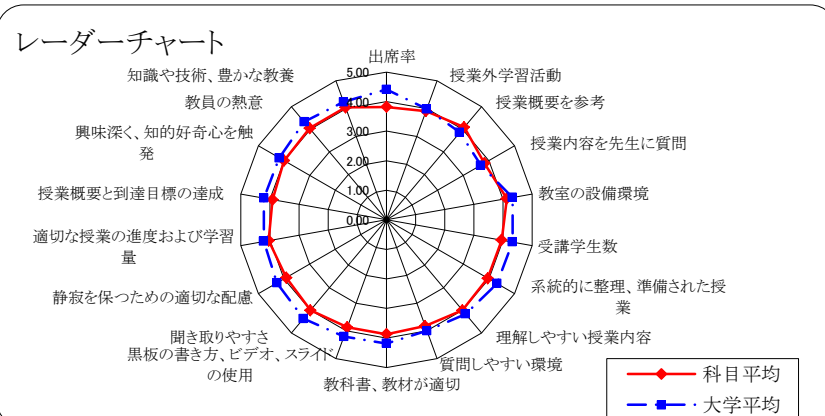 レーダーチャート
出席率
授業外学習活動
授業概要を参考
授業内容を先生に質問
教室の設備環境
受講学生数
系統的に整理、準備された授
業
理解しやすい授業内容
質問しやすい環境
教科書、教材が適切
黒板の書き方、ビデオ、スライド
の使用
聞き取りやすさ
静寂を保つための適切な配慮
適切な授業の進度および学習
量
授業概要と到達目標の達成
興味深く、知的好奇心を触
発
教員の熱意
知識や技術、豊かな教養
5.00
4.00
3.00
2.00
1.00
0.00
科目平均
大学平均